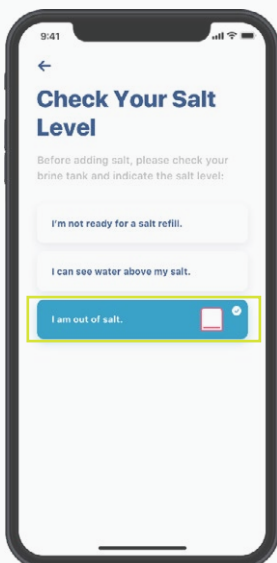 9:41
Check Your Salt
Level
Before adding salt, please check your
brine tank and indicate the salt level:
I'm not ready for a salt refill.
I can see water above my salt.
I am out of salt.